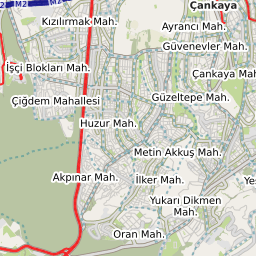 M2
M2
Çankaya
Kızılırmak Mah.
Ayrancı Mah.
Güvenevler Mah.
İşçi Blokları Mah.
Çankaya Mah.
Çiğdem Mahallesi
Güzeltepe Mah.
Huzur Mah.
Metin Akkuş Mah.
Akpınar Mah.
İlker Mah.
Yukarı Dikmen
Mah.
Oran Mah.